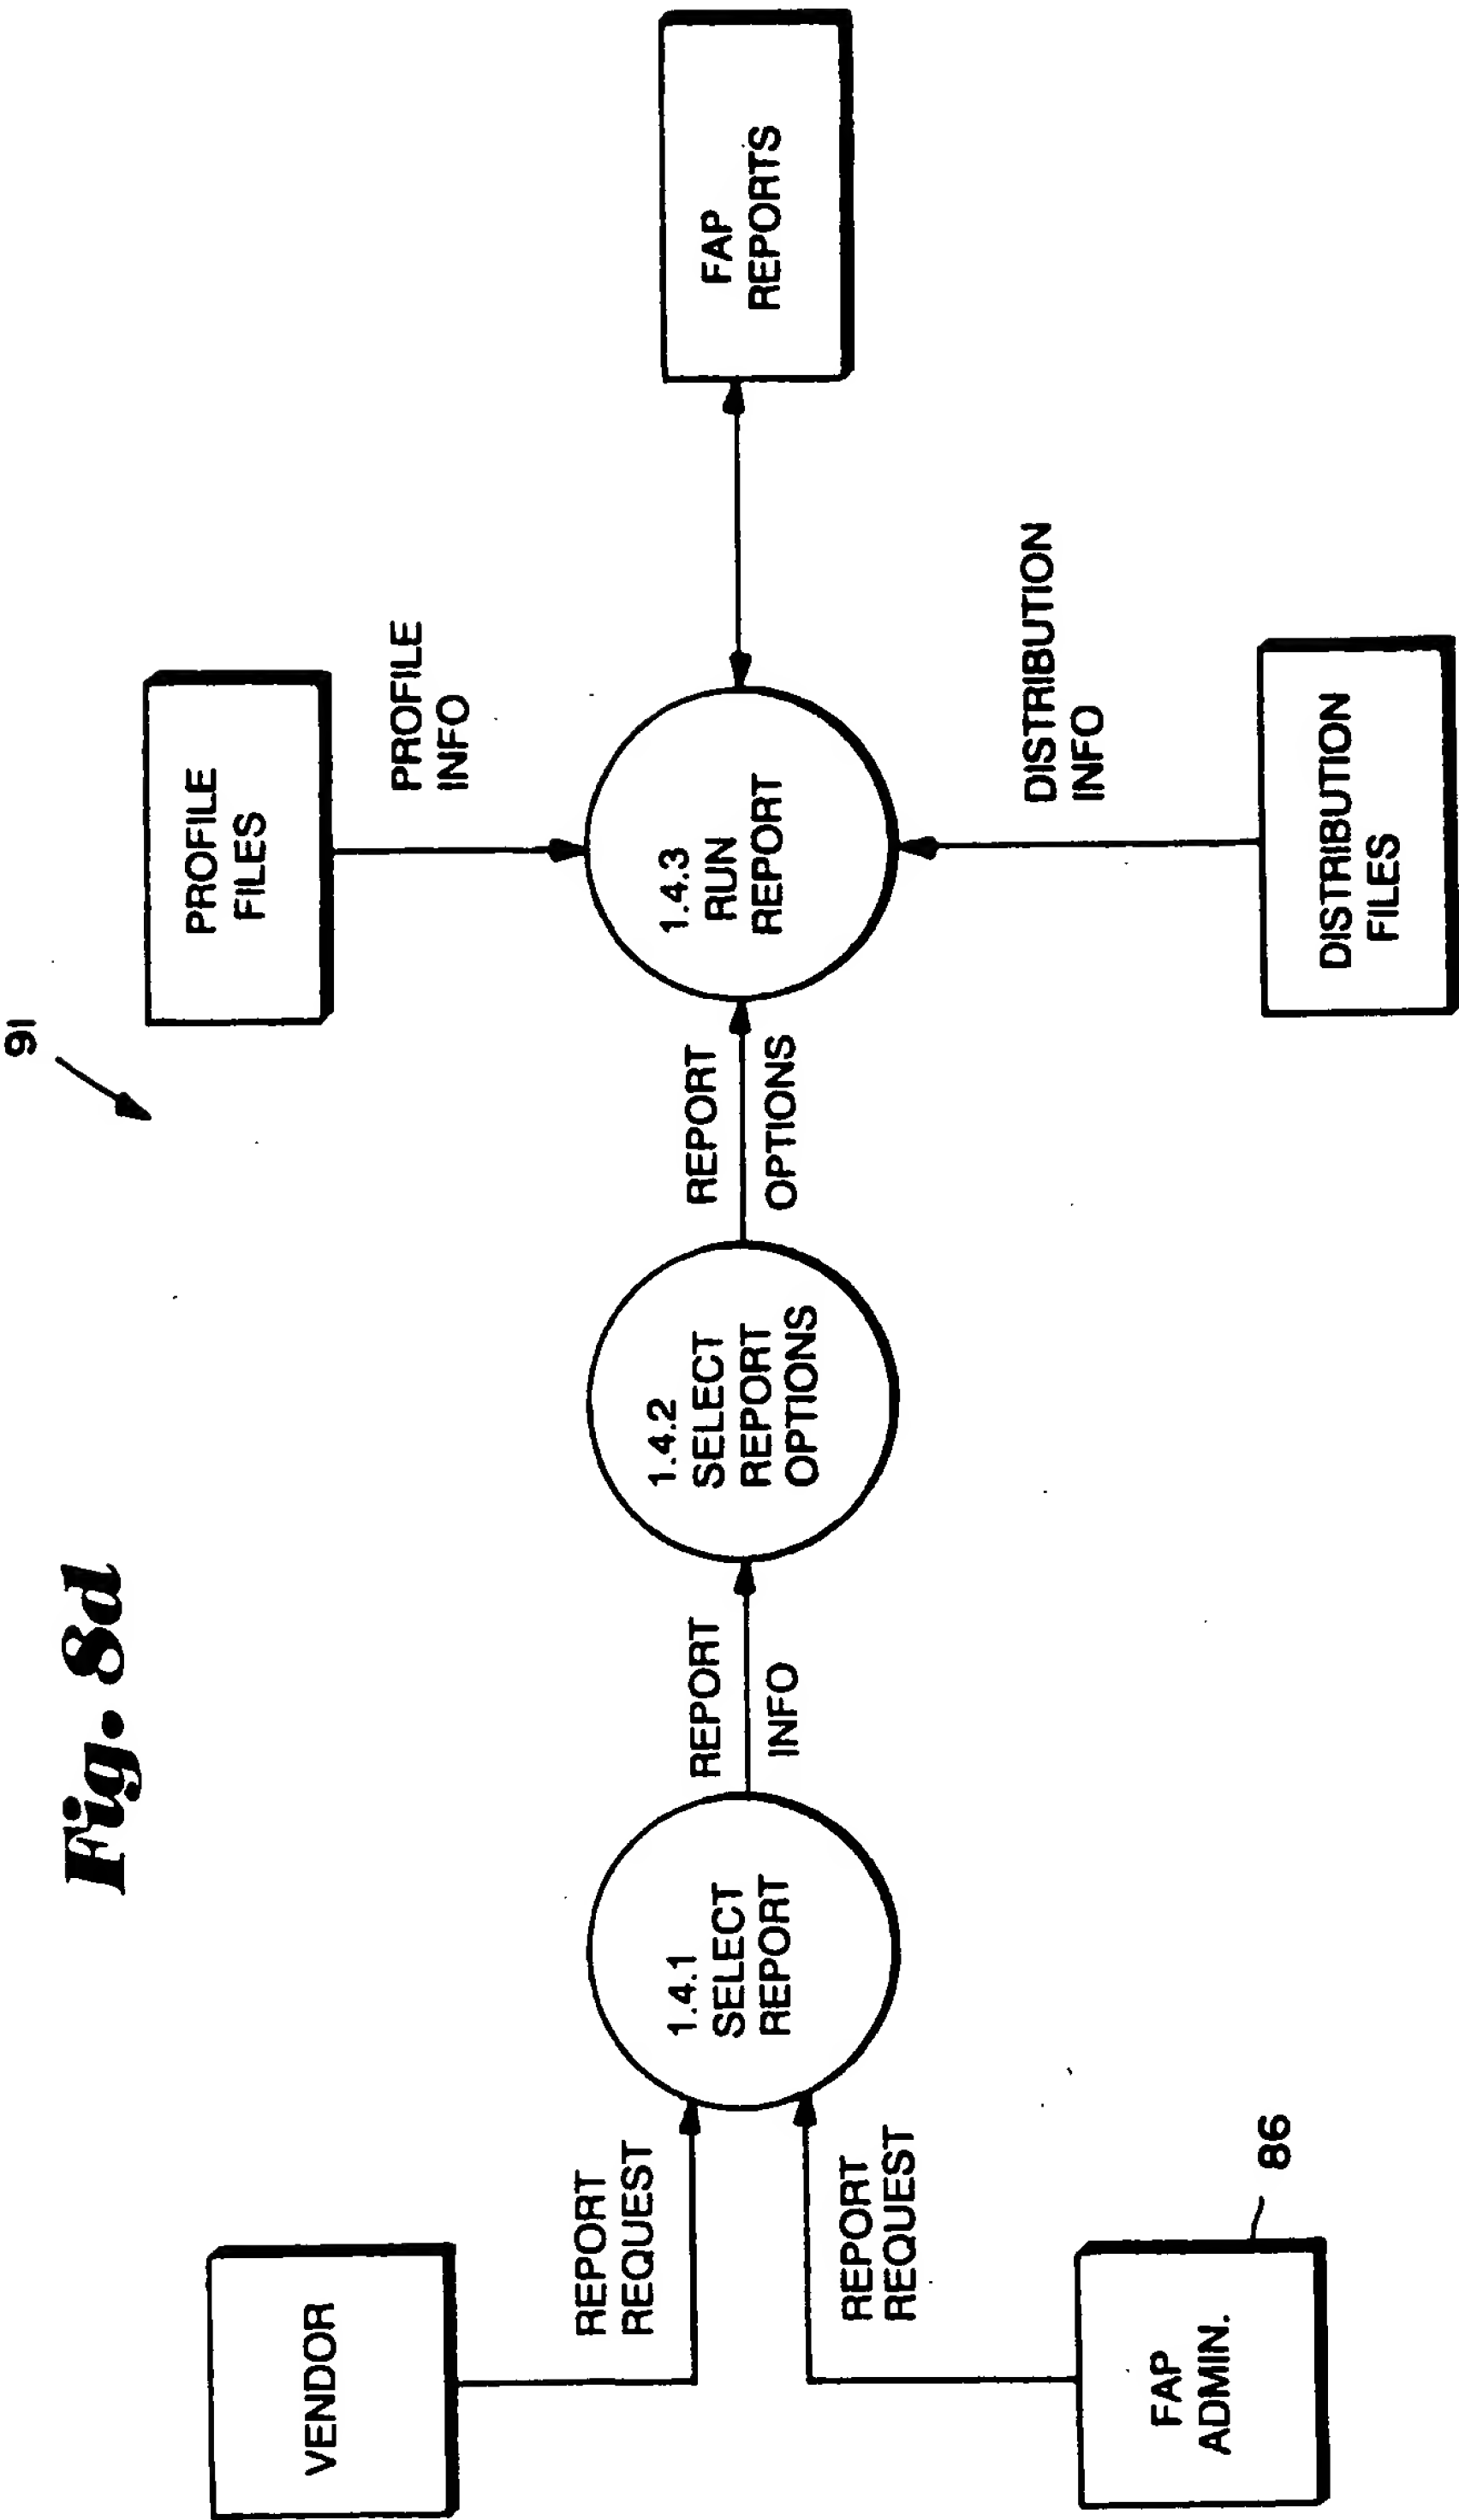 Fig. 8d
91
VENDOR
REPORT
REQUEST
FAP
ADMIN.
86
REPORT
REQUEST
1.4.1
SELECT
REPORT
REPORT
INFO
1.4.2
SELECT
REPORT
OPTIONS
REPORT
OPTIONS
PROFILE
FILES
PROFILE
INFO
1.4.3
RUN
REPORT
DISTRIBUTION
INFO
DISTRIBUTION
FILES
FAP
REPORTS